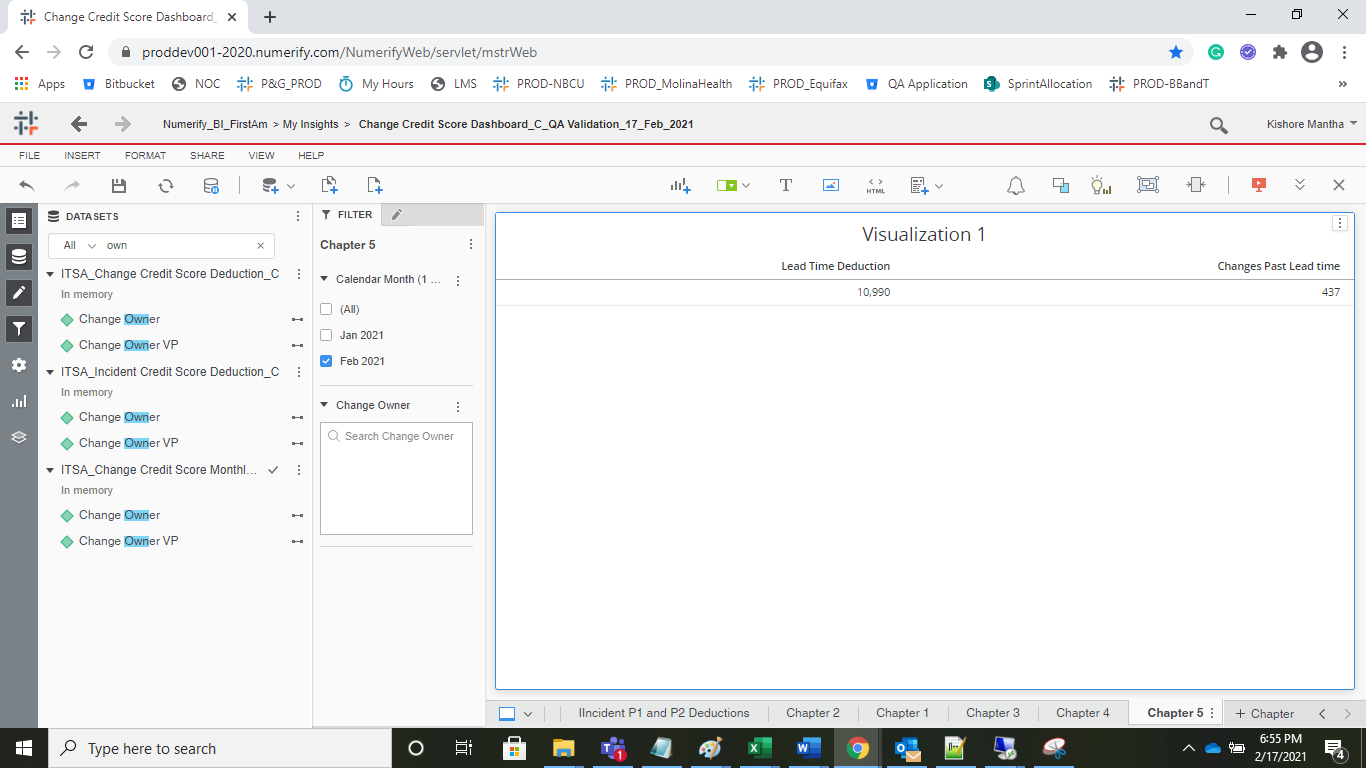 Change Credit Score Dashboard_
proddev001-2020.numerify.com/NumerifyWeb/servlet/mstrWeb
Apps Bitbucket NOC P&G_PROD My Hours LMS PROD-NBCU PROD_MolinaHealth PROD_Equifax QA Application SprintAllocation PROD-BBandT »
Numerify_BI_FirstAm > My Insights > Change Credit Score Dashboard_C_QA Validation_17_Feb_2021
Kishore Mantha
FILE INSERT FORMAT SHARE VIEW HELP
T
< >
HTML
DATASETS
All own
ITSA_Change Credit Score Deduction_C
In memory
Change Owner
Change Owner VP
ITSA_Incident Credit Score Deduction_C
In memory
Change Owner
Change Owner VP
ITSA_Change Credit Score Monthl...
In memory
Change Owner
Change Owner VP
FILTER
Chapter 5
Calendar Month (1 ...
(All)
Jan 2021
Feb 2021
Change Owner
Search Change Owner
Visualization 1
Lead Time Deduction Changes Past Lead time
10,990 437
IIncident P1 and P2 Deductions Chapter 2 Chapter 1 Chapter 3 Chapter 4 Chapter 5 + Chapter
Type here to search
1
6:55 PM
2/17/2021
4